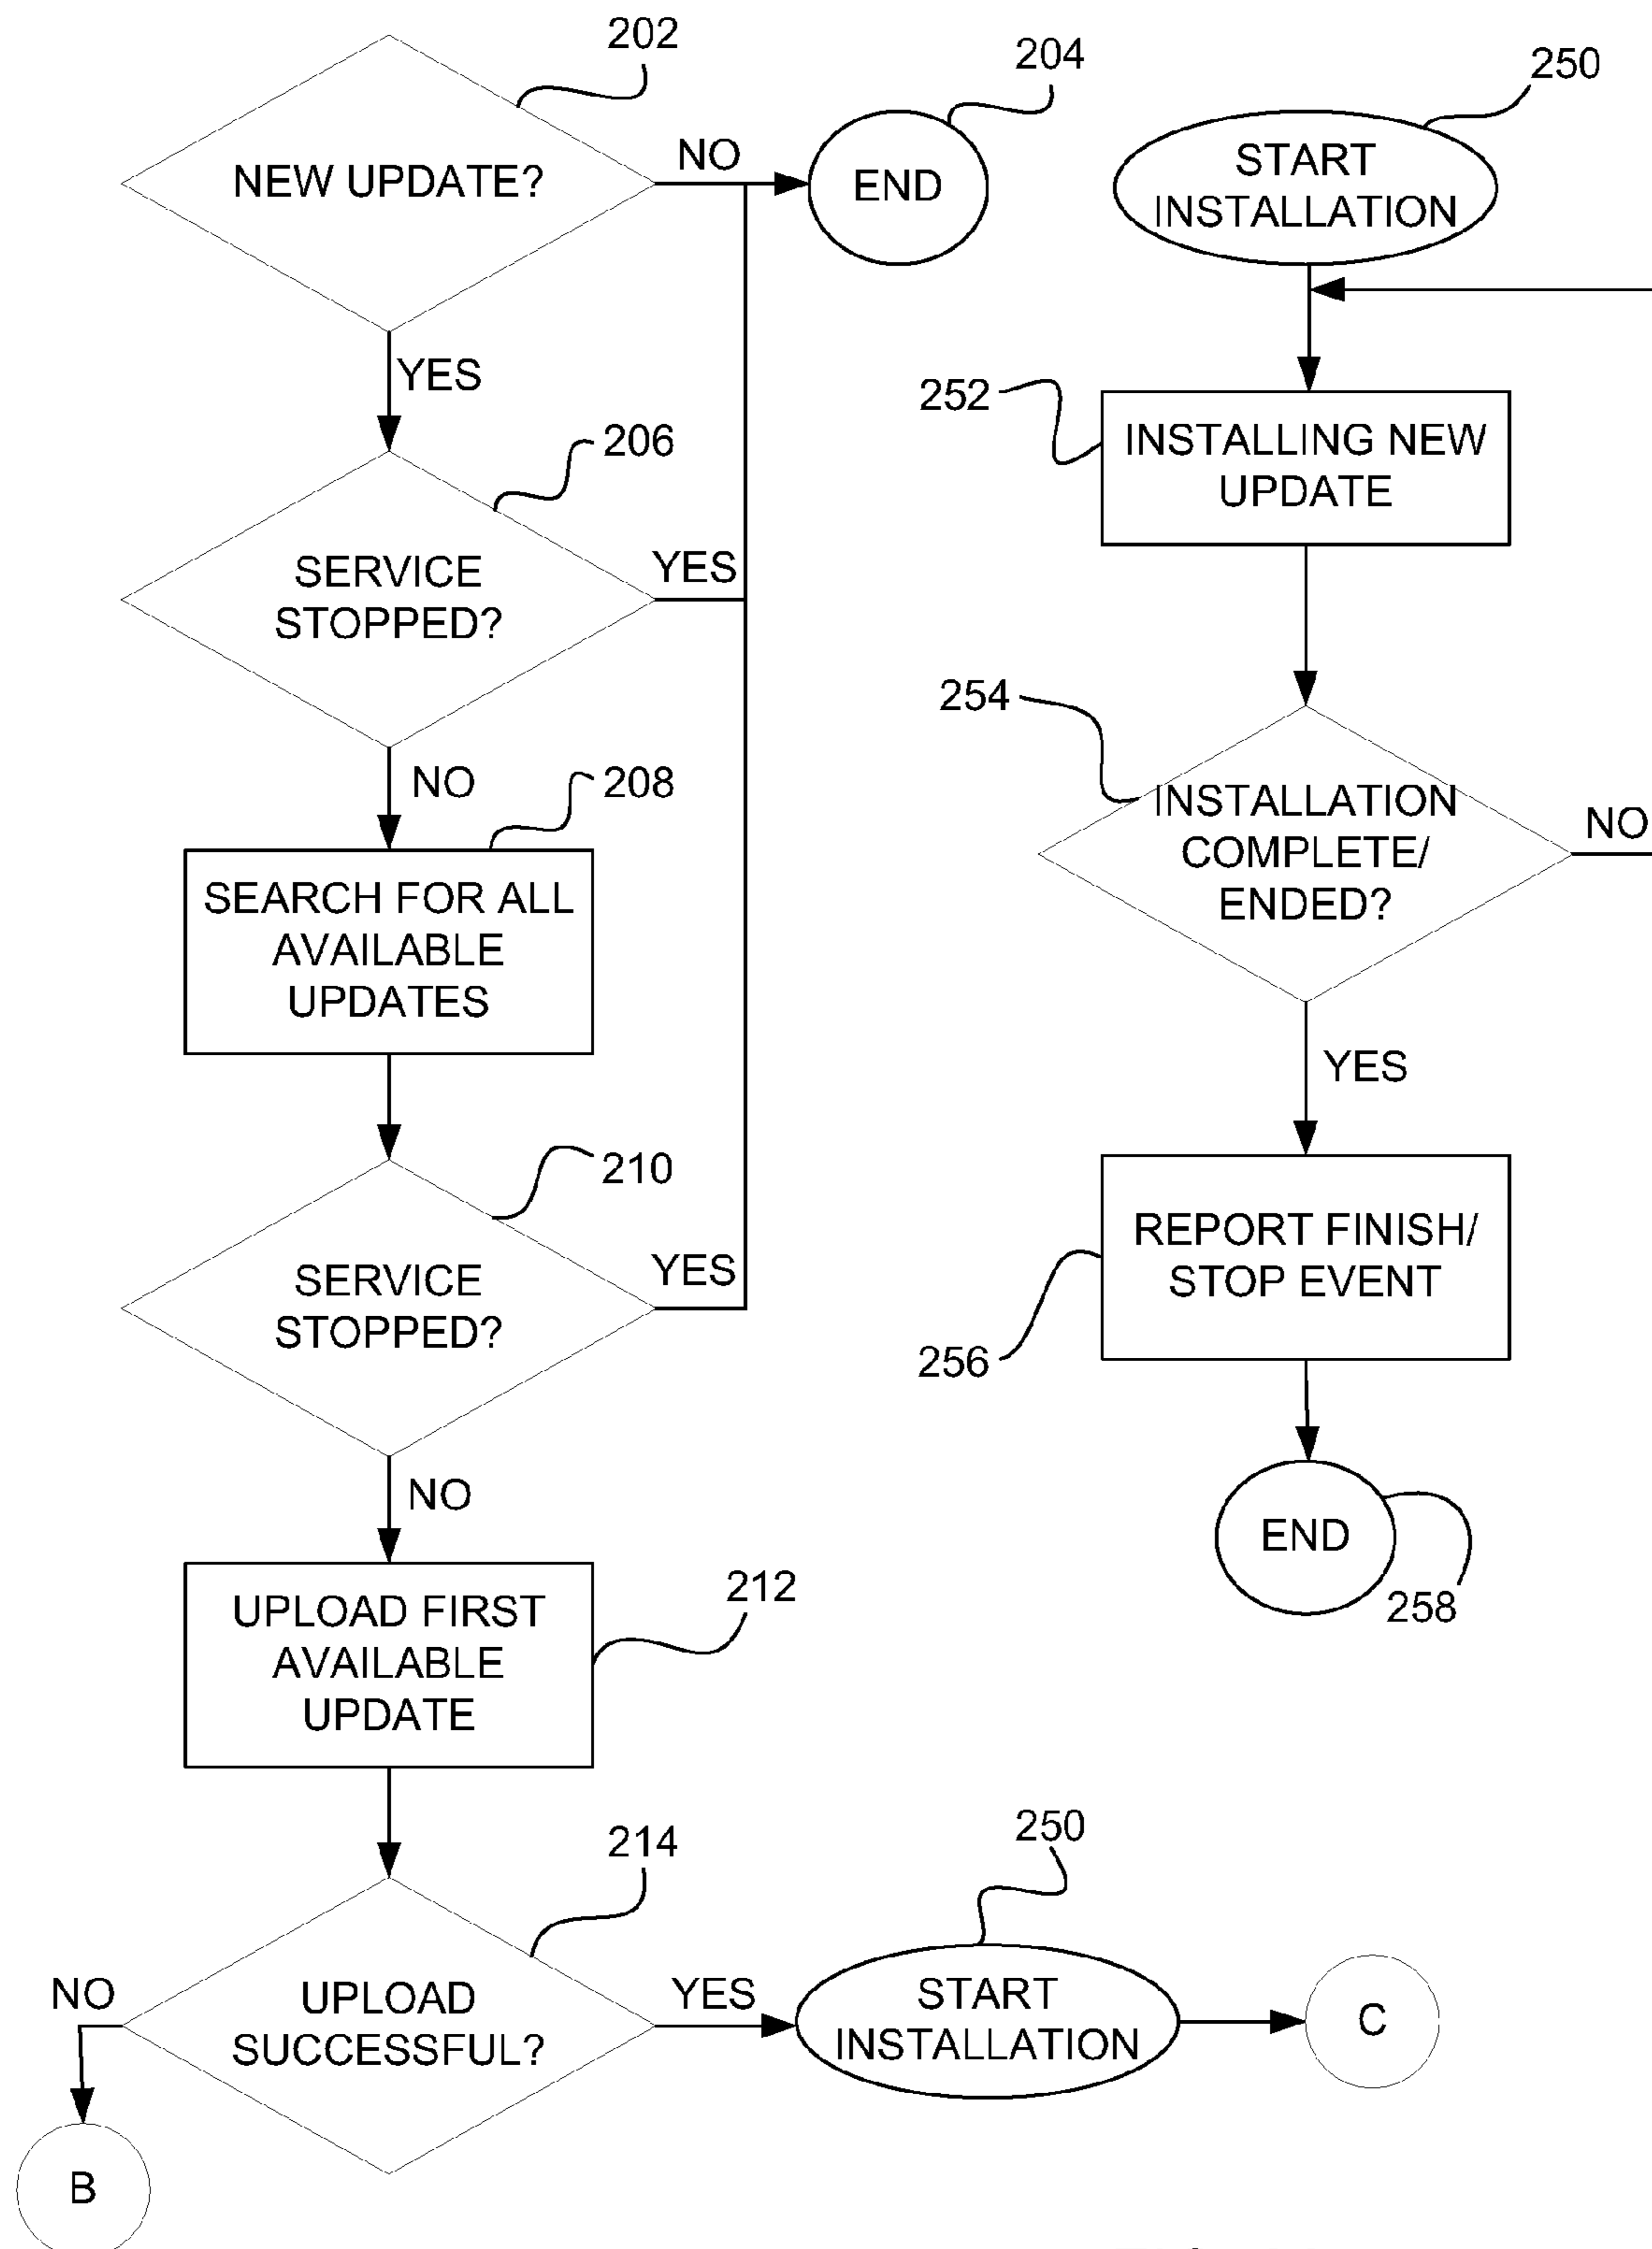 202
NEW UPDATE?
NO
204
END
YES
206
SERVICE
STOPPED?
YES
NO
208
SEARCH FOR ALL
AVAILABLE
UPDATES
210
SERVICE
STOPPED?
YES
NO
212
UPLOAD FIRST
AVAILABLE
UPDATE
214
UPLOAD
SUCCESSFUL?
NO
B
YES
250
START
INSTALLATION
C
250
START
INSTALLATION
252
INSTALLING NEW
UPDATE
254
INSTALLATION
COMPLETE/
ENDED?
NO
YES
256
REPORT FINISH/
STOP EVENT
END
258